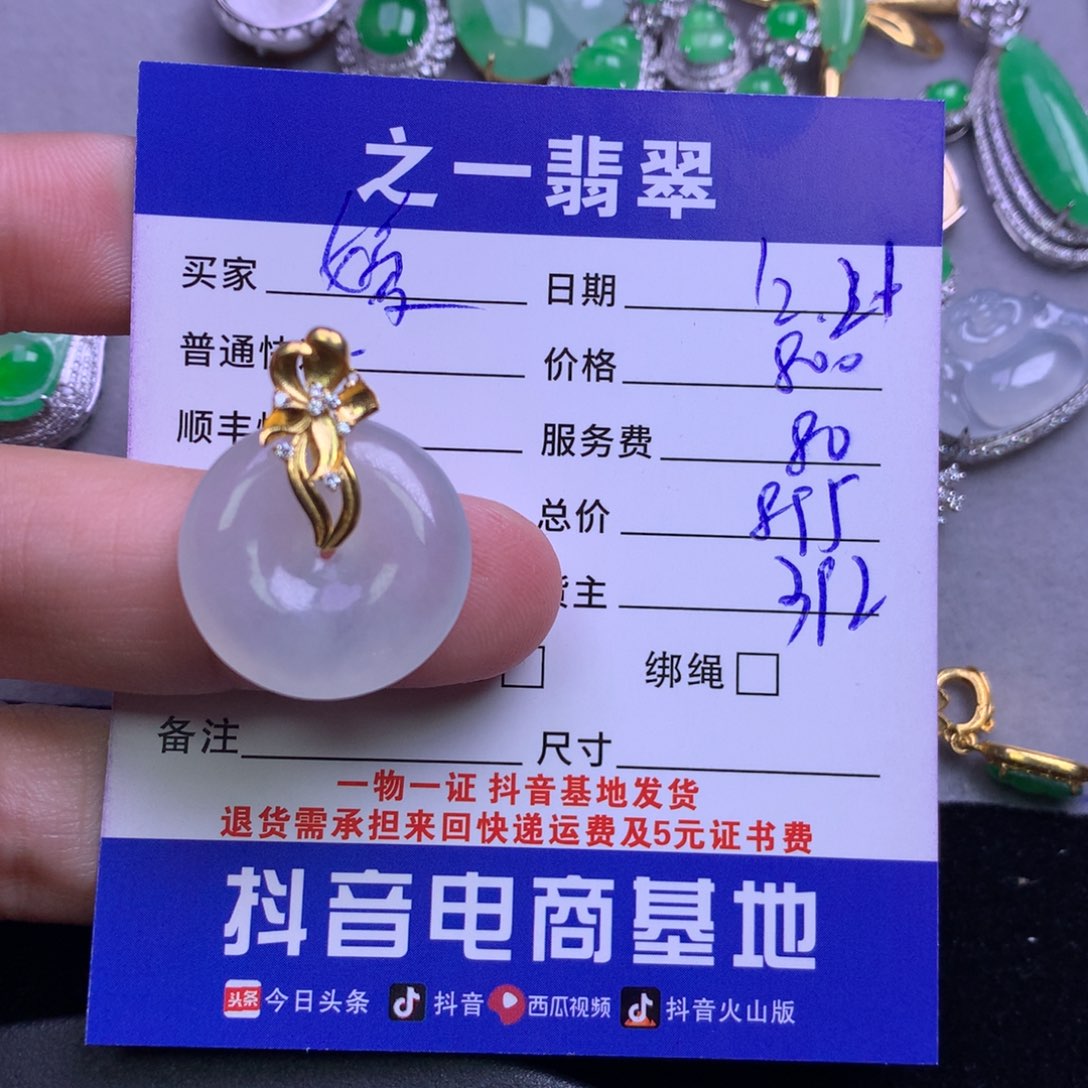 之一翡翠
买家 日期
普通快 价格 800
顺丰 服务费 80
总价 895
货主 392
绑绳
备注 尺寸
一物一证 抖音基地发货
退货需承担来回快递运费及5元证书费
抖音电商基地
头条 今日头条 抖音 西瓜视频 抖音火山版